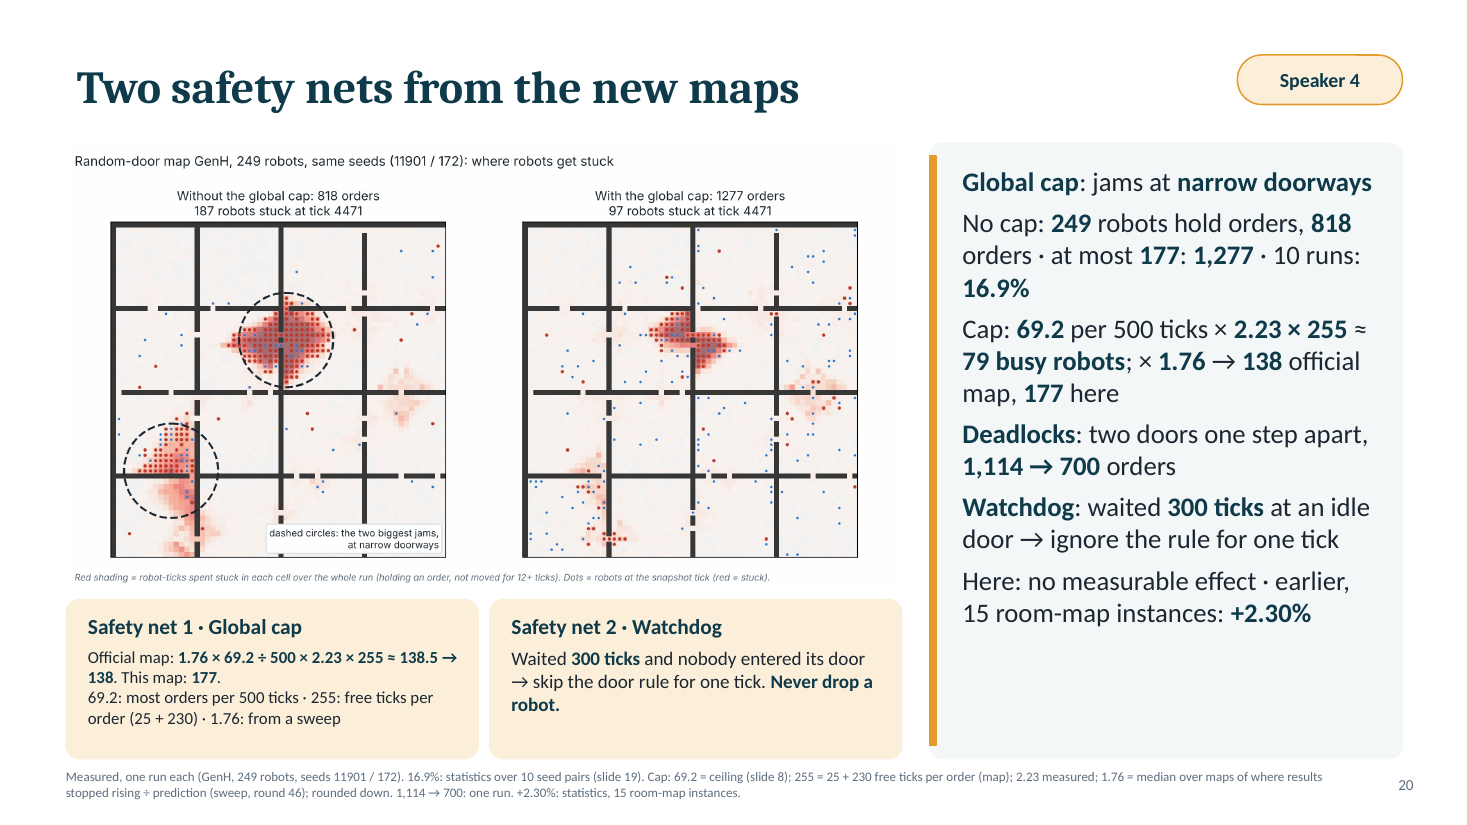 Two safety nets from the new maps
Speaker 4
Random-door map GenH, 249 robots, same seeds (11901 / 172): where robots get stuck
Without the global cap: 818 orders
187 robots stuck at tick 4471
With the global cap: 1277 orders
97 robots stuck at tick 4471
dashed circles: the two biggest jams,
at narrow doorways
Red shading = robot-ticks spent stuck in each cell over the whole run (holding an order, not moved for 12+ ticks). Dots = robots at the snapshot tick (red = stuck).
Safety net 1 · Global cap
Official map: 1.76 × 69.2 ÷ 500 × 2.23 × 255 ≈ 138.5 →
138. This map: 177.
69.2: most orders per 500 ticks · 255: free ticks per
order (25 + 230) · 1.76: from a sweep
Safety net 2 · Watchdog
Waited 300 ticks and nobody entered its door
→ skip the door rule for one tick. Never drop a
robot.
Global cap: jams at narrow doorways
No cap: 249 robots hold orders, 818
orders · at most 177: 1,277 · 10 runs:
16.9%
Cap: 69.2 per 500 ticks × 2.23 × 255 ≈
79 busy robots; × 1.76 → 138 official
map, 177 here
Deadlocks: two doors one step apart,
1,114 → 700 orders
Watchdog: waited 300 ticks at an idle
door → ignore the rule for one tick
Here: no measurable effect · earlier,
15 room-map instances: +2.30%
Measured, one run each (GenH, 249 robots, seeds 11901 / 172). 16.9%: statistics over 10 seed pairs (slide 19). Cap: 69.2 = ceiling (slide 8); 255 = 25 + 230 free ticks per order (map); 2.23 measured; 1.76 = median over maps of where results
stopped rising ÷ prediction (sweep, round 46); rounded down. 1,114 → 700: one run. +2.30%: statistics, 15 room-map instances.
20